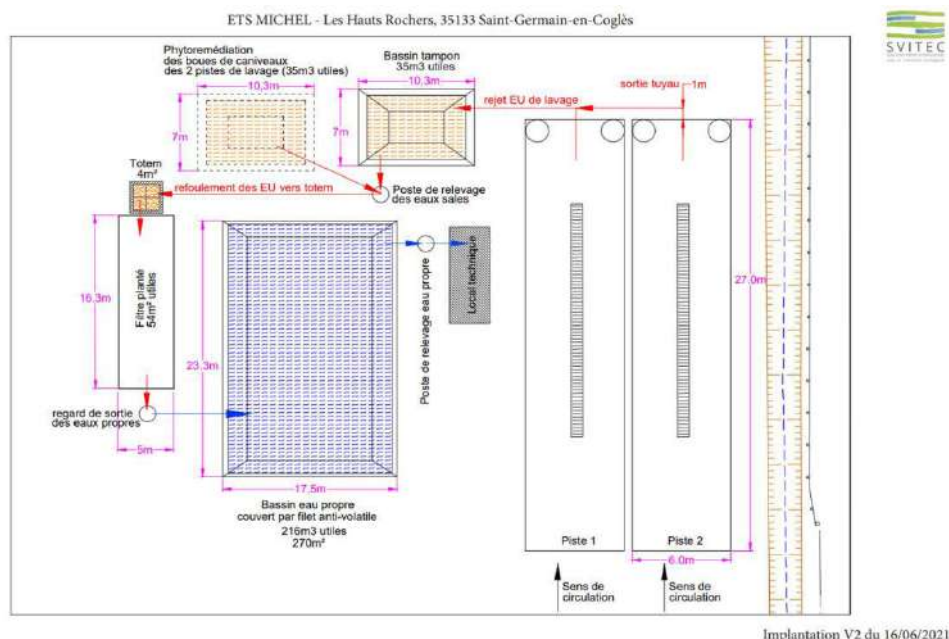 ETS MICHEL - Les Hauts Rochers, 35133 Saint-Germain-en-Coglès
SVITEC
Phytoremédiation
des boues de caniveaux
des 2 pistes de lavage (35m3 utiles)
10,3m
7m
Bassin tampon
35m3 utiles
10,3m
7m
rejet EU de lavage
sortie tuyau
1m
Totem
4m²
refoulement des EU vers totem
Poste de relevage
des eaux sales
16,3m
Filtre planté
54m² utiles
23,3m
Poste de relevage eau propre
Local technique
27,0m
regard de sortie
des eaux propres
5m
17,5m
Bassin eau propre
couvert par filet anti-volatile
216m3 utiles
270m²
Piste 1
Piste 2
6.0m
Sens de
circulation
Sens de
circulation
Implantation V2 du 16/06/2021